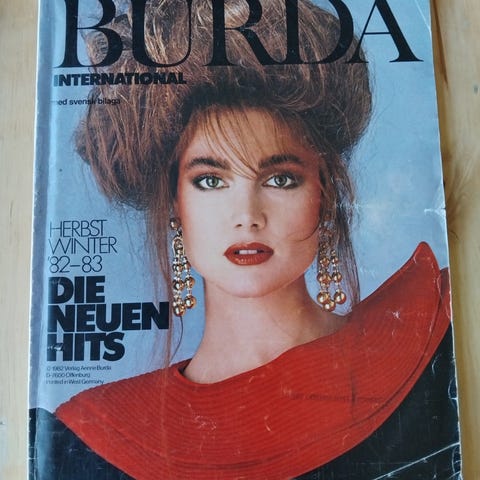 BURDA
INTERNATIONAL
med svensk bilaga
HERBST
WINTER
'82–83
DIE
NEUEN
HITS
© 1982 Verlag Aenne Burda
D-7600 Offenburg
Printed in West Germany